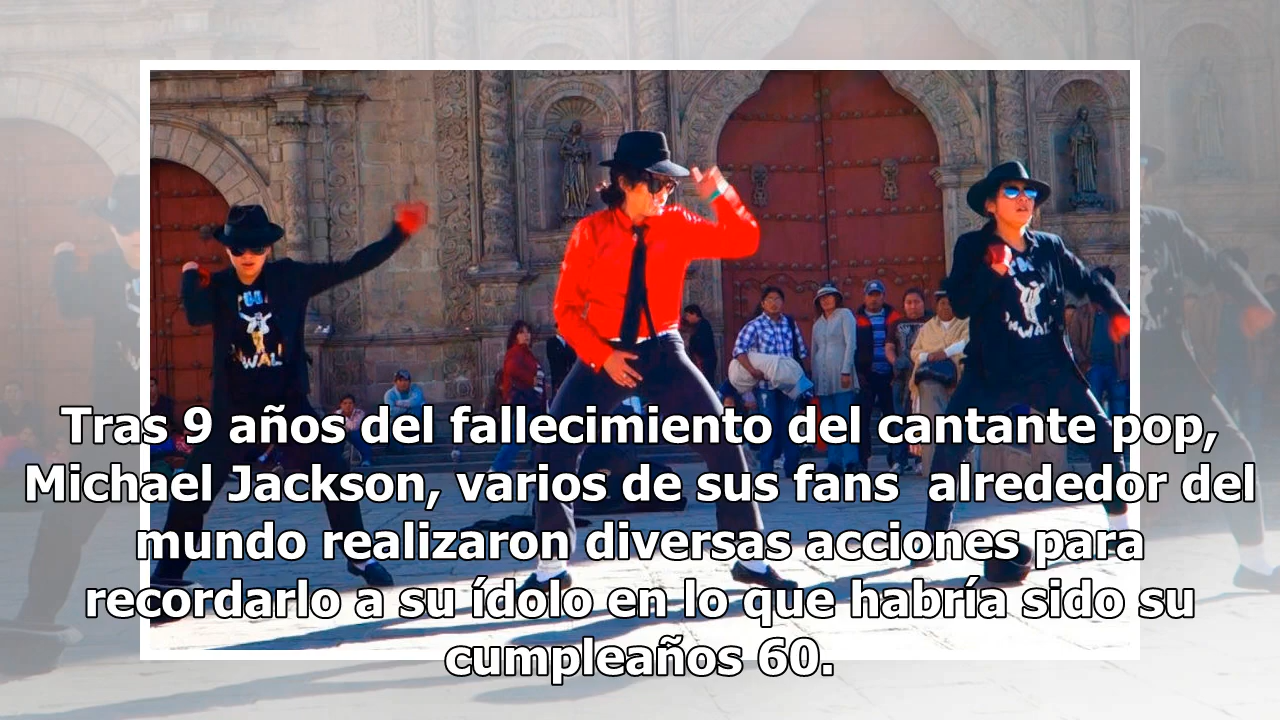 Tras 9 años del fallecimiento del cantante pop,
Michael Jackson, varios de sus fans  alrededor del
mundo realizaron diversas acciones para
recordarlo a su ídolo en lo que habría sido su
cumpleaños 60.